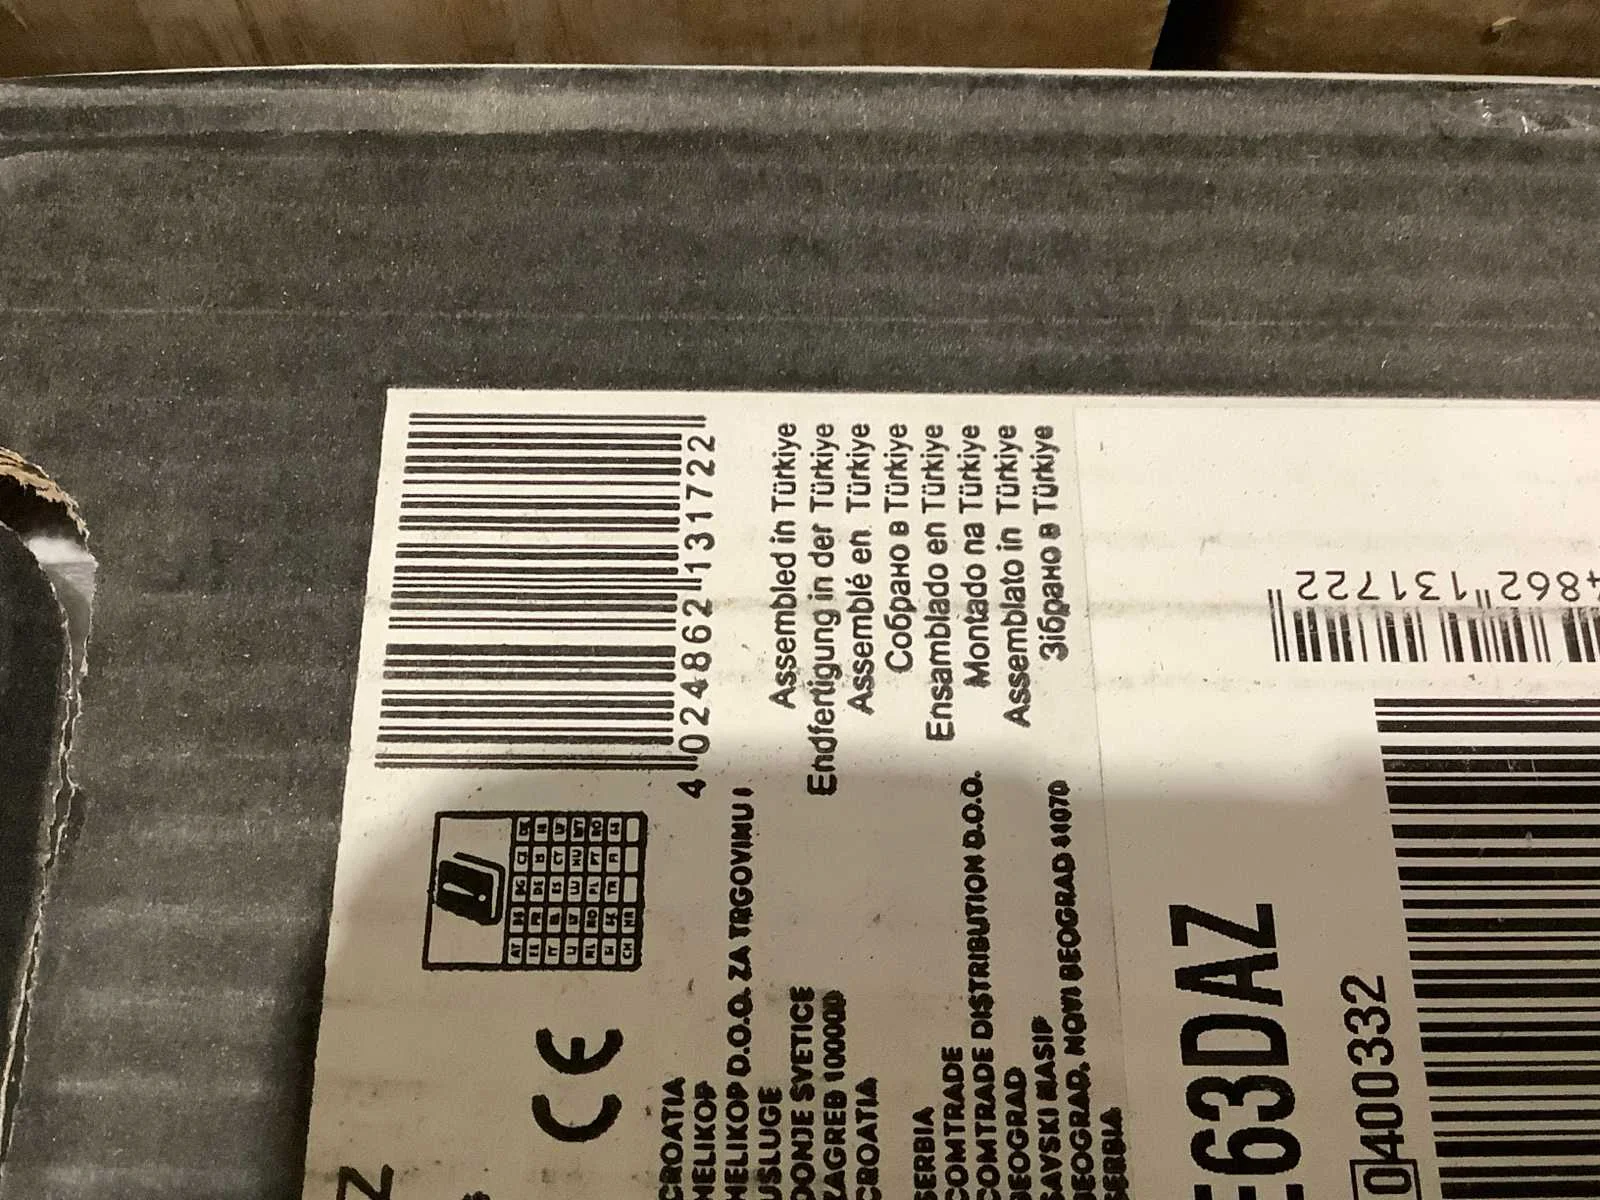 4 024862 131722
Assembled in Türkiye
Endfertigung in der Türkiye
Assemblé en Türkiye
Собрано в Türkiye
Ensamblado en Türkiye
Montado na Türkiye
Assemblato in Türkiye
Зібрано в Türkiye
CE
CROATIA
HELIKOP
HELIKOP D.O.O. ZA TRGOVINU I
USLUGE
DONJE SVETICE
ZAGREB 100000
CROATIA
SERBIA
COMTRADE
COMTRADE DISTRIBUTION D.O.O.
BEOGRAD
SAVSKI NASIP
BEOGRAD, NOVI BEOGRAD 11070
SERBIA
4862 131722
E63DAZ
0400332
Z